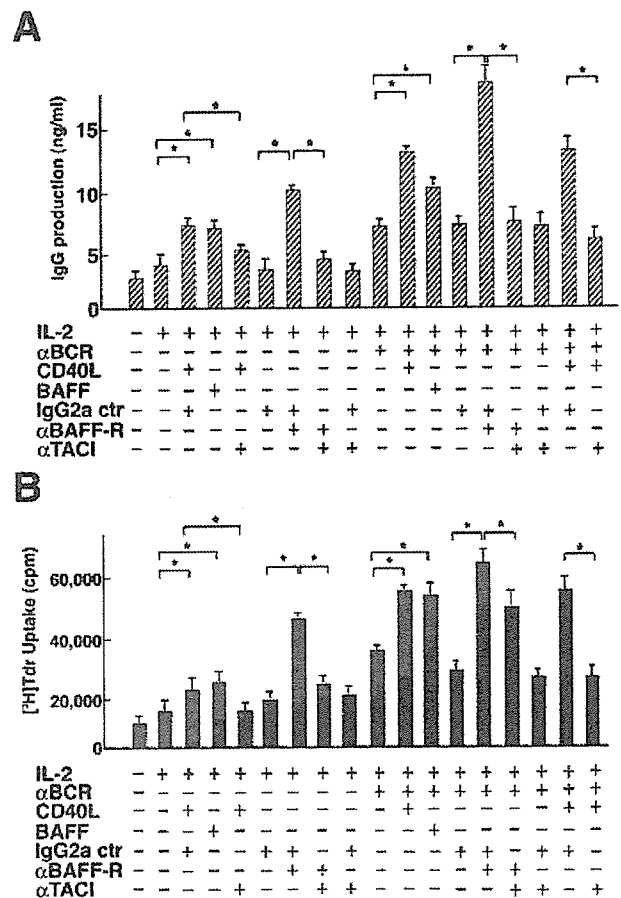 A
IgG production (ng/ml)
15
10
5
0
* * * * * * * * * * *
IL-2 − + + + + + + + + + + + + + + + + +
αBCR − − − − − − − − − + + + + + + + + +
CD40L − − + − + − − − − − + − − − − − + +
BAFF − − − + − − − − − − − + − − − − − −
IgG2a ctr − − + − − + + − + − − − + + − + + −
αBAFF-R − − − − − − + + − − − − − + + − − −
αTACI − − − − + − − + + − − − − − + + − +
B
[³H]Tdr Uptake (cpm)
60,000
40,000
20,000
0
* * * * * * * * * *
IL-2 − + + + + + + + + + + + + + + + + +
αBCR − − − − − − − − − + + + + + + + + +
CD40L − − + − + − − − − − + − − − − − + +
BAFF − − − + − − − − − − − + − − − − − −
IgG2a ctr − − + − − + + − + − − − + + − + + −
αBAFF-R − − − − − − + + − − − − − + + − − −
αTACI − − − − + − − + + − − − − − + + − +